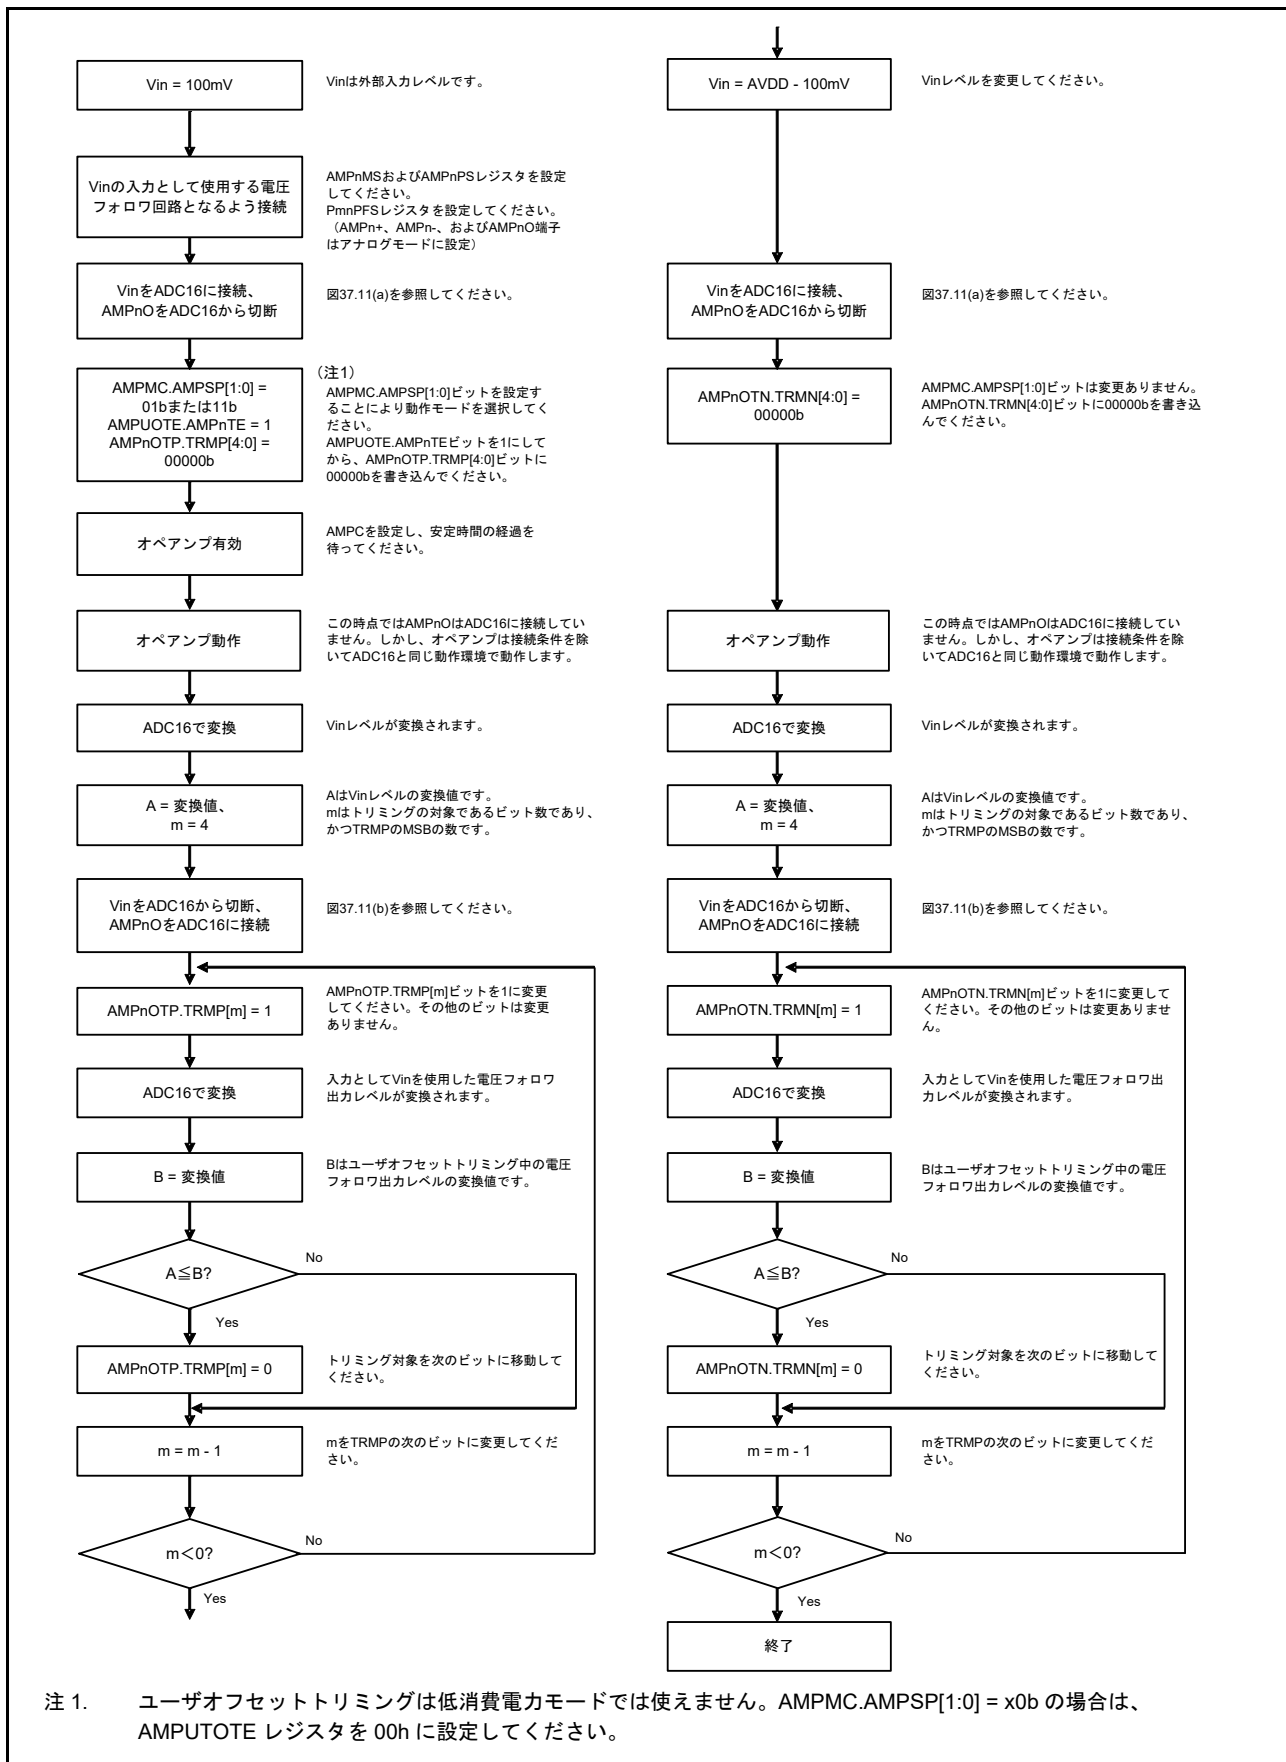 Vin = 100mV
Vinは外部入力レベルです。
Vinの入力として使用する電圧
フォロワ回路となるよう接続
AMPnMSおよびAMPnPSレジスタを設定
してください。
PmnPFSレジスタを設定してください。
（AMPn+、AMPn-、およびAMPnO端子
はアナログモードに設定）
VinをADC16に接続、
AMPnOをADC16から切断
図37.11(a)を参照してください。
AMPMC.AMPSP[1:0] =
01bまたは11b
AMPUOTE.AMPnTE = 1
AMPnOTP.TRMP[4:0] =
00000b
（注1）
AMPMC.AMPSP[1:0]ビットを設定す
ることにより動作モードを選択してく
ださい。
AMPUOTE.AMPnTEビットを1にして
から、AMPnOTP.TRMP[4:0]ビットに
00000bを書き込んでください。
オペアンプ有効
AMPCを設定し、安定時間の経過を
待ってください。
オペアンプ動作
この時点ではAMPnOはADC16に接続してい
ません。しかし、オペアンプは接続条件を除
いてADC16と同じ動作環境で動作します。
ADC16で変換
Vinレベルが変換されます。
A = 変換値、
m = 4
AはVinレベルの変換値です。
mはトリミングの対象であるビット数であり、
かつTRMPのMSBの数です。
VinをADC16から切断、
AMPnOをADC16に接続
図37.11(b)を参照してください。
AMPnOTP.TRMP[m] = 1
AMPnOTP.TRMP[m]ビットを1に変更
してください。その他のビットは変更
ありません。
ADC16で変換
入力としてVinを使用した電圧フォロワ
出力レベルが変換されます。
B = 変換値
Bはユーザオフセットトリミング中の電圧
フォロワ出力レベルの変換値です。
A≦B?
No
Yes
AMPnOTP.TRMP[m] = 0
トリミング対象を次のビットに移動して
ください。
m = m - 1
mをTRMPの次のビットに変更してくだ
さい。
m＜0?
No
Yes
Vin = AVDD - 100mV
Vinレベルを変更してください。
VinをADC16に接続、
AMPnOをADC16から切断
図37.11(a)を参照してください。
AMPnOTN.TRMN[4:0] =
00000b
AMPMC.AMPSP[1:0]ビットは変更ありません。
AMPnOTN.TRMN[4:0]ビットに00000bを書き込
んでください。
オペアンプ動作
この時点ではAMPnOはADC16に接続してい
ません。しかし、オペアンプは接続条件を除
いてADC16と同じ動作環境で動作します。
ADC16で変換
Vinレベルが変換されます。
A = 変換値、
m = 4
AはVinレベルの変換値です。
mはトリミングの対象であるビット数であり、
かつTRMPのMSBの数です。
VinをADC16から切断、
AMPnOをADC16に接続
図37.11(b)を参照してください。
AMPnOTN.TRMN[m] = 1
AMPnOTN.TRMN[m]ビットを1に変更して
ください。その他のビットは変更ありませ
ん。
ADC16で変換
入力としてVinを使用した電圧フォロワ出
力レベルが変換されます。
B = 変換値
Bはユーザオフセットトリミング中の電圧
フォロワ出力レベルの変換値です。
A≦B?
No
Yes
AMPnOTN.TRMN[m] = 0
トリミング対象を次のビットに移動して
ください。
m = m - 1
mをTRMPの次のビットに変更してくだ
さい。
m＜0?
No
Yes
終了
注 1. ユーザオフセットトリミングは低消費電力モードでは使えません。AMPMC.AMPSP[1:0] = x0b の場合は、
AMPUTOTE レジスタを 00h に設定してください。